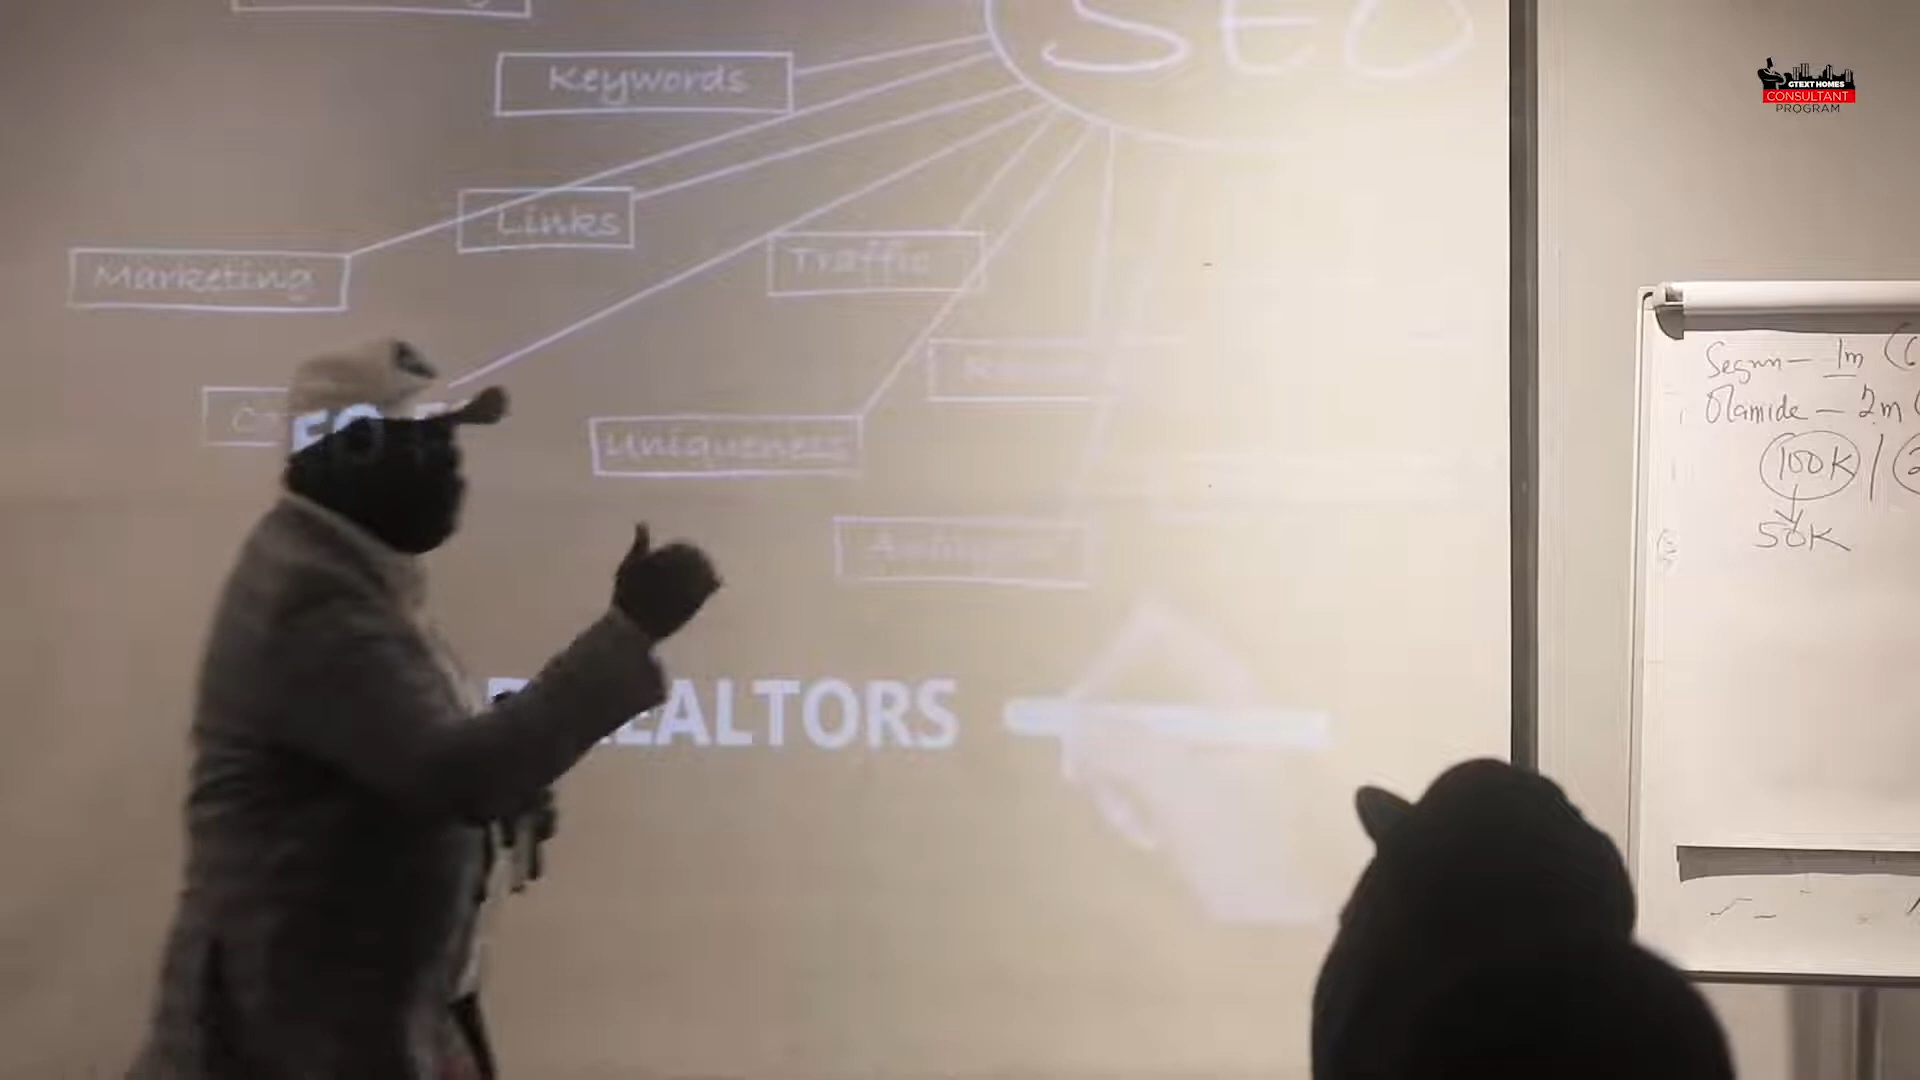 SEO
Keywords
Links
Marketing
Traffic
Uniqueness
REALTORS
GTEXT HOMES
CONSULTANT
PROGRAM
Segun - 1m
Olamide - 2m
100K /
50K